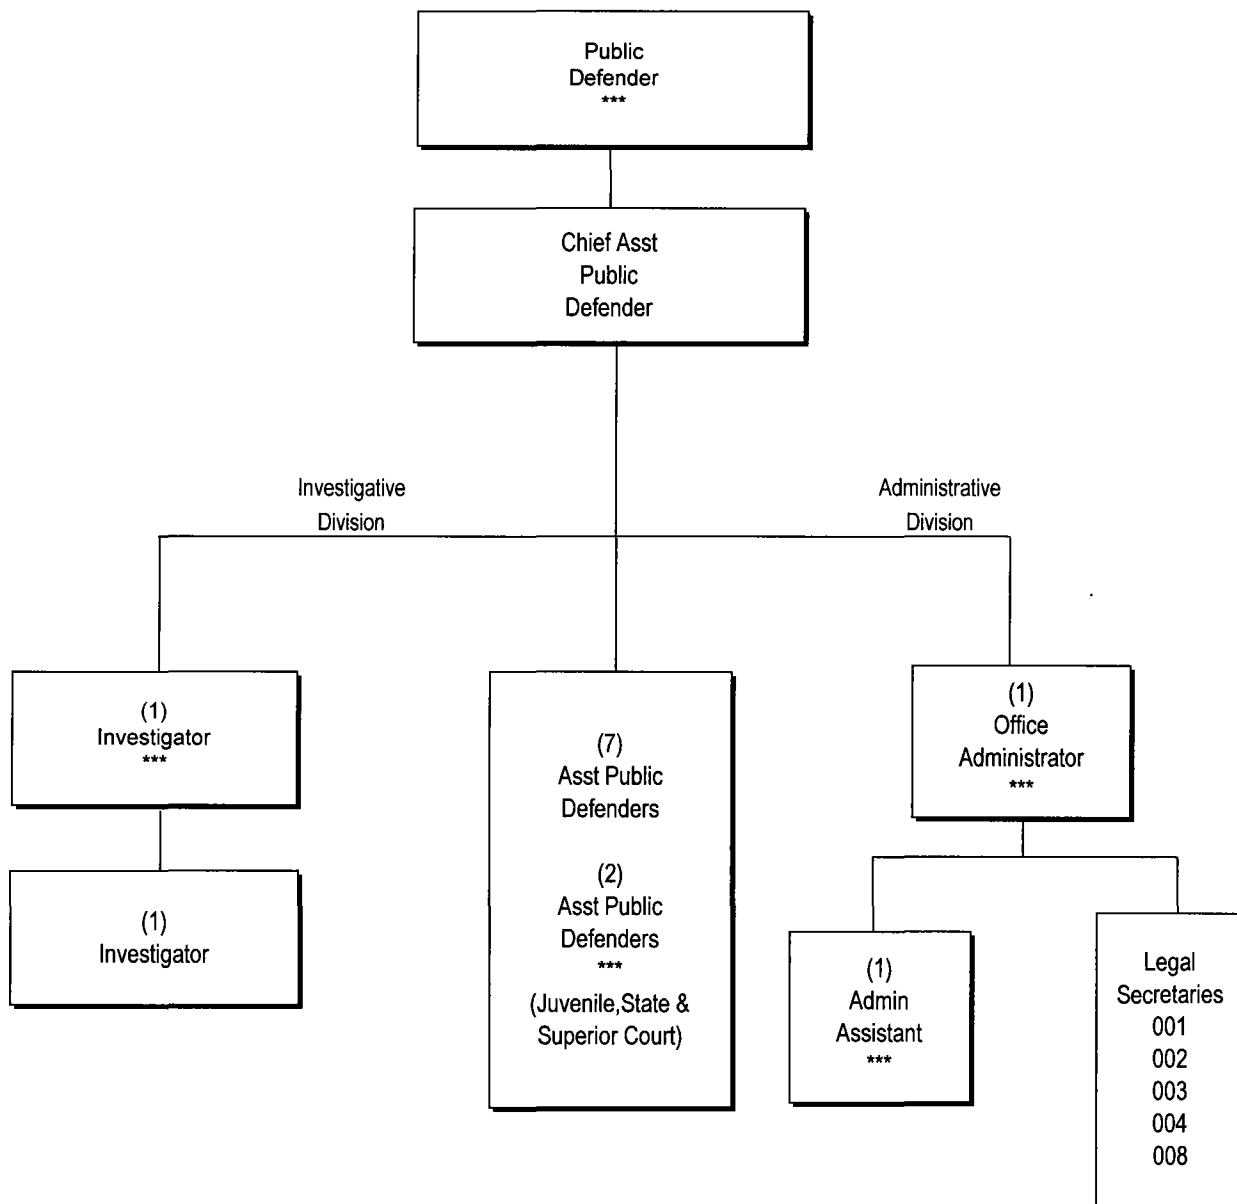 Public
Defender
***
Chief Asst
Public
Defender
Investigative
Division
Administrative
Division
(1)
Investigator
***
(1)
Investigator
(7)
Asst Public
Defenders
(2)
Asst Public
Defenders
***
(Juvenile,State &
Superior Court)
(1)
Office
Administrator
***
(1)
Admin
Assistant
***
Legal
Secretaries
001
002
003
004
008